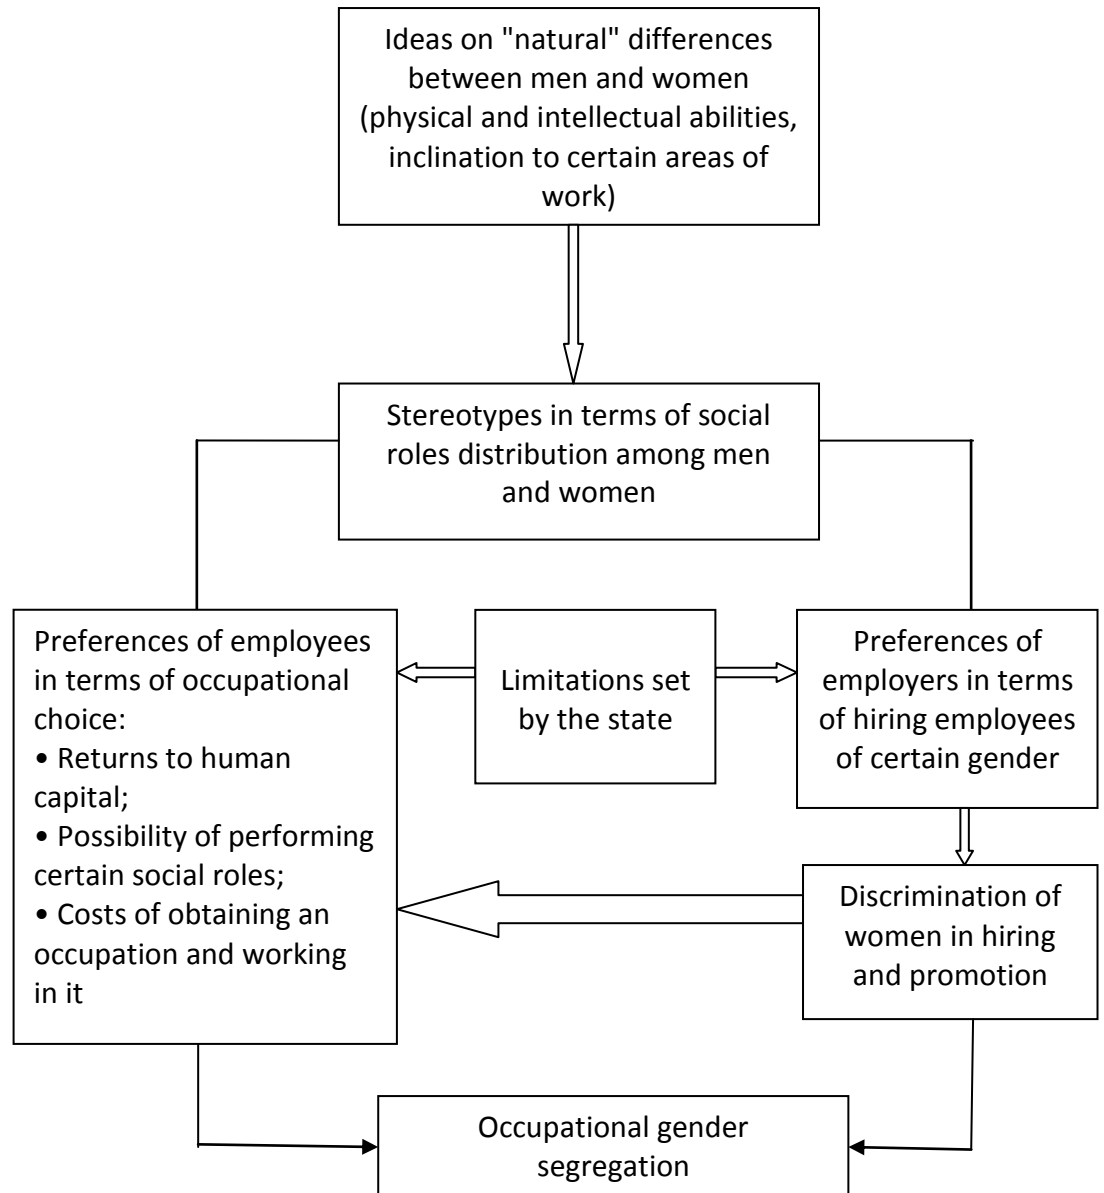 Ideas on "natural" differences
between men and women
(physical and intellectual abilities,
inclination to certain areas of
work)
Stereotypes in terms of social
roles distribution among men
and women
Preferences of employees
in terms of occupational
choice:
• Returns to human
capital;
• Possibility of performing
certain social roles;
• Costs of obtaining an
occupation and working
in it
Limitations set
by the state
Preferences of
employers in terms
of hiring employees
of certain gender
Discrimination of
women in hiring
and promotion
Occupational gender
segregation